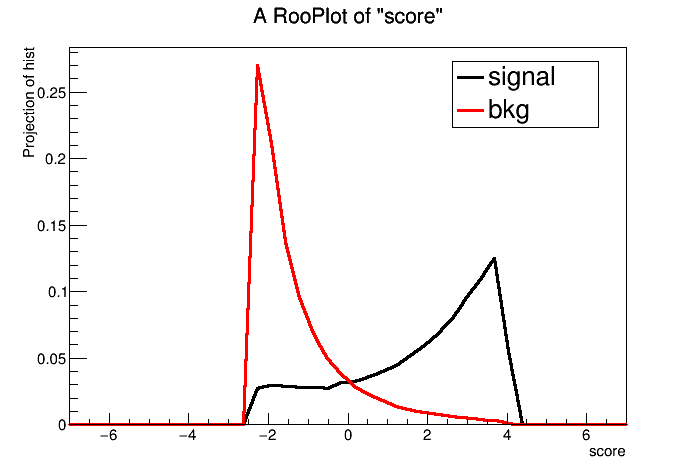 A RooPlot of "score"
Projection of hist
0.25
0.2
0.15
0.1
0.05
0
signal
bkg
−6 −4 −2 0 2 4 6
score